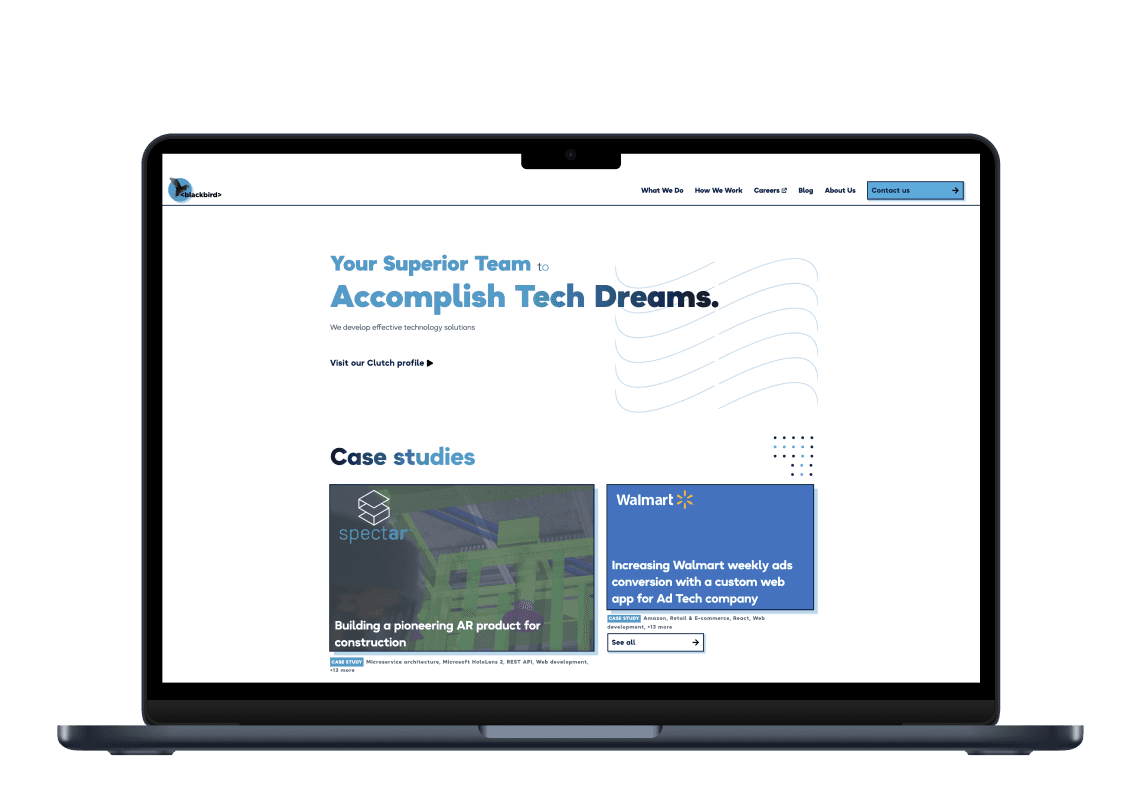 <blackbird>
What We Do
How We Work
Careers
Blog
About Us
Contact us
Your Superior Team to
Accomplish Tech Dreams.
We develop effective technology solutions
Visit our Clutch profile
Case studies
spectar
Building a pioneering AR product for
construction
CASE STUDY Microservice architecture, Microsoft HoloLens 2, REST API, Web development,
+13 more
Walmart
Increasing Walmart weekly ads
conversion with a custom web
app for Ad Tech company
CASE STUDY Amazon, Retail & E-commerce, React, Web
development, +13 more
See all